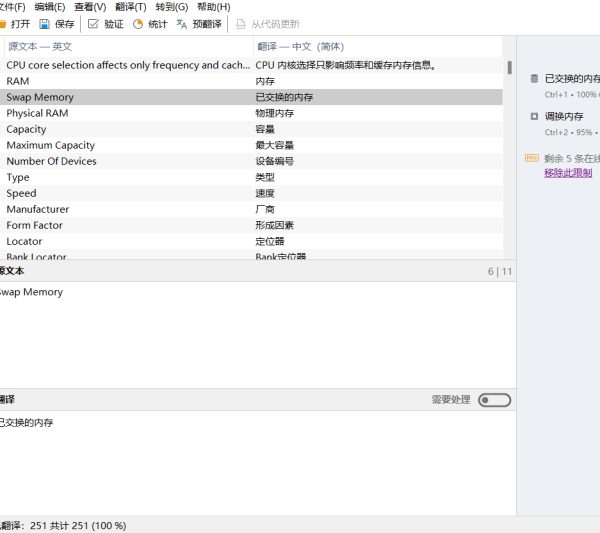 文件(F) 编辑(E) 查看(V) 翻译(T) 转到(G) 帮助(H)
打开 保存 验证 统计 预翻译 从代码更新
源文本 — 英文 翻译 — 中文（简体）
CPU core selection affects only frequency and cach... CPU 内核选择只影响频率和缓存内存信息。
RAM 内存
Swap Memory 已交换的内存
Physical RAM 物理内存
Capacity 容量
Maximum Capacity 最大容量
Number Of Devices 设备编号
Type 类型
Speed 速度
Manufacturer 厂商
Form Factor 形成因素
Locator 定位器
Bank Locator Bank定位器
源文本 6 | 11
Swap Memory
翻译 需要处理
已交换的内存
翻译： 251 共计 251 (100 %)
已交换的内存
Ctrl+1 • 100%
调换内存
Ctrl+2 • 95% •
PRO 剩余 5 条在线
移除此限制